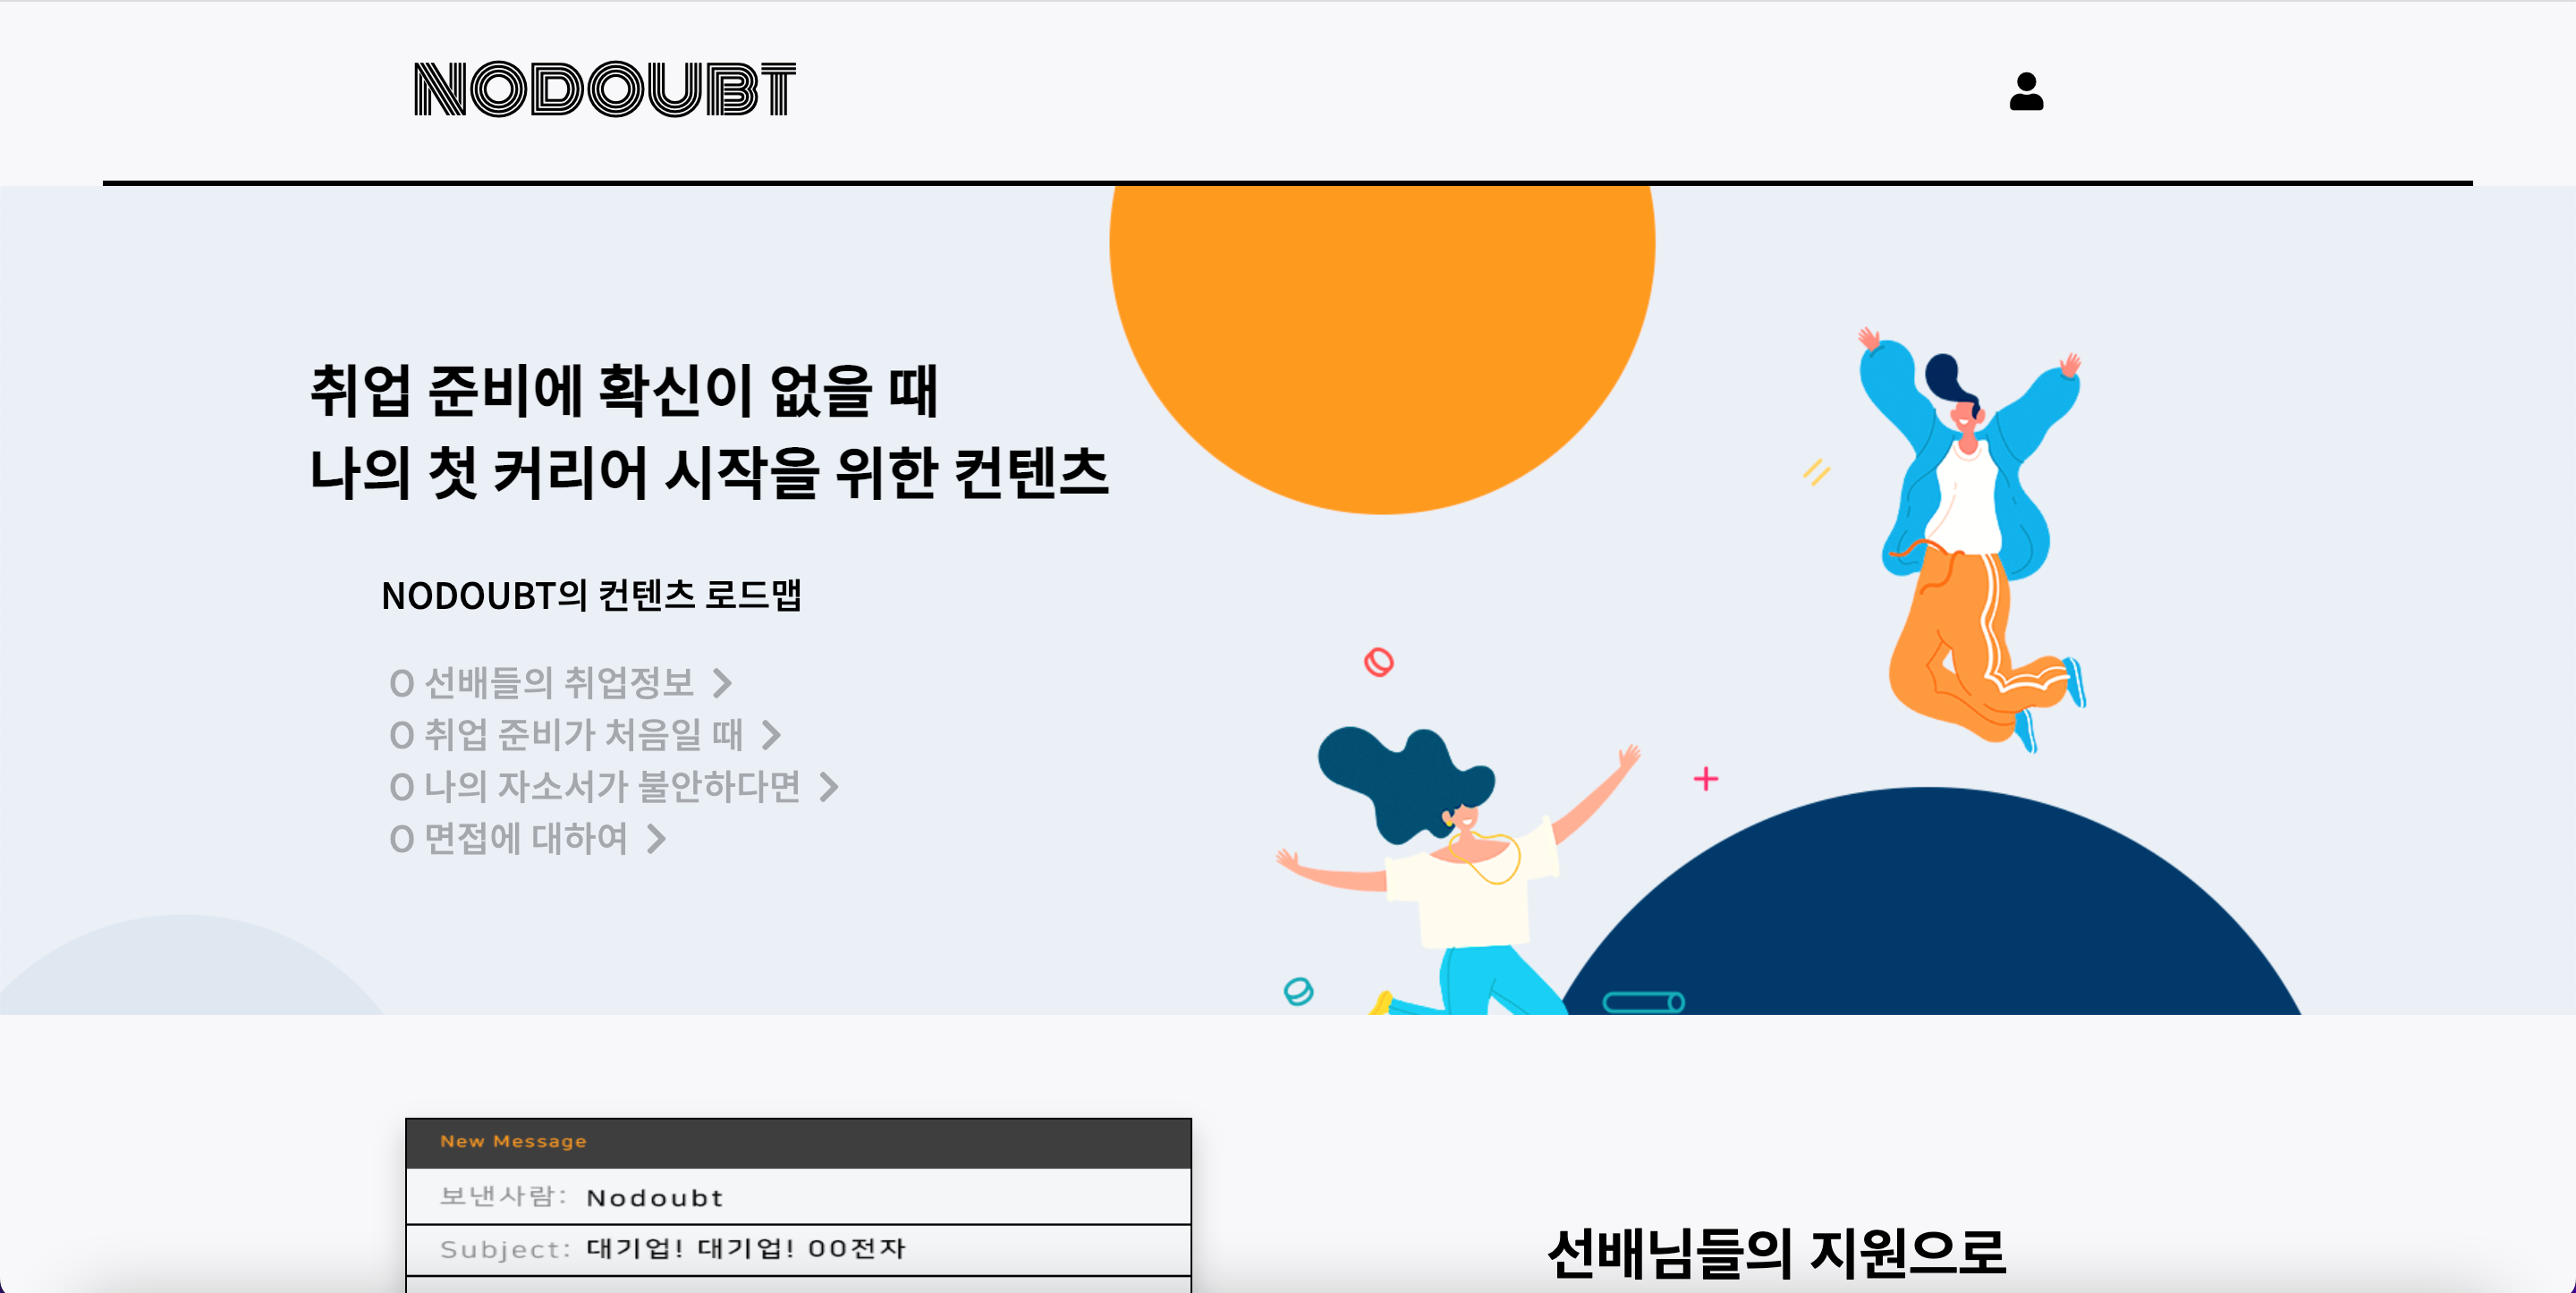 NODOUBT
취업 준비에 확신이 없을 때
나의 첫 커리어 시작을 위한 컨텐츠
NODOUBT의 컨텐츠 로드맵
O 선배들의 취업정보 >
O 취업 준비가 처음일 때 >
O 나의 자소서가 불안하다면 >
O 면접에 대하여 >
New Message
보낸사람: Nodoubt
Subject: 대기업! 대기업! 00전자
선배님들의 지원으로